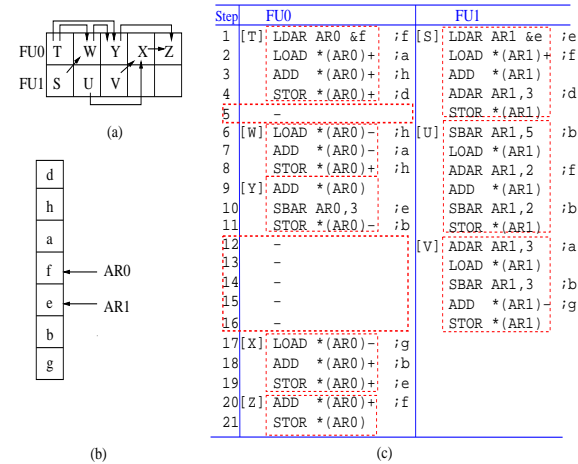 FU0 T W Y X Z
FU1 S U V
(a)
d
h
a
f AR0
e AR1
b
g
(b)
Step FU0 FU1
1 [T] LDAR AR0 &f ;f [S] LDAR AR1 &e ;e
2 LOAD *(AR0)+ ;a LOAD *(AR1)+ ;f
3 ADD *(AR0)+ ;h ADD *(AR1)
4 STOR *(AR0)+ ;d ADAR AR1,3 ;d
5 – STOR *(AR1)
6 [W] LOAD *(AR0)– ;h [U] SBAR AR1,5 ;b
7 ADD *(AR0)– ;a LOAD *(AR1)
8 STOR *(AR0)+ ;h ADAR AR1,2 ;f
9 [Y] ADD *(AR0) ADD *(AR1)
10 SBAR AR0,3 ;e SBAR AR1,2 ;b
11 STOR *(AR0)– ;b STOR *(AR1)
12 – [V] ADAR AR1,3 ;a
13 – LOAD *(AR1)
14 – SBAR AR1,3 ;b
15 – ADD *(AR1)– ;g
16 – STOR *(AR1)
17 [X] LOAD *(AR0)– ;g
18 ADD *(AR0)+ ;b
19 STOR *(AR0)+ ;e
20 [Z] ADD *(AR0)+ ;f
21 STOR *(AR0)
(c)